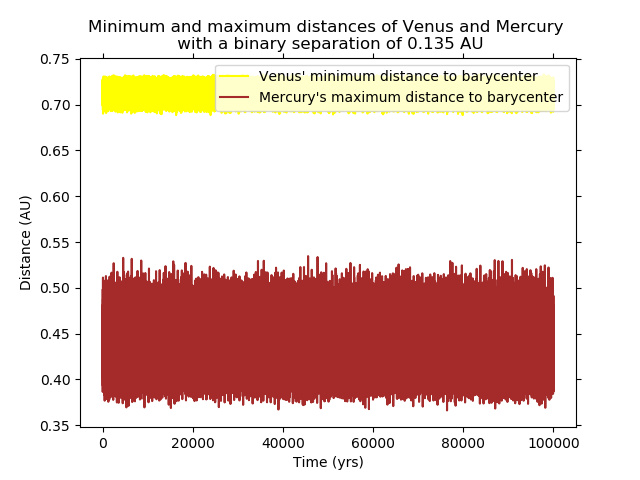 Minimum and maximum distances of Venus and Mercury
with a binary separation of 0.135 AU
Venus' minimum distance to barycenter
Mercury's maximum distance to barycenter
Distance (AU)
0.75
0.70
0.65
0.60
0.55
0.50
0.45
0.40
0.35
0
20000
40000
60000
80000
100000
Time (yrs)